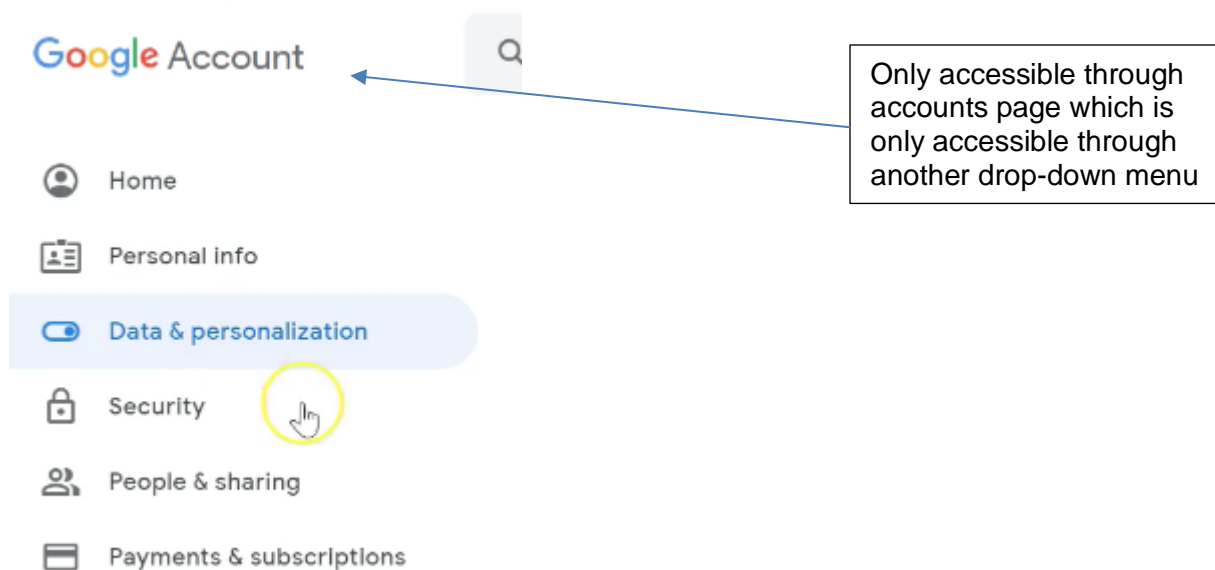 Google Account
Only accessible through
accounts page which is
only accessible through
another drop-down menu
Home
Personal info
Data & personalization
Security
People & sharing
Payments & subscriptions